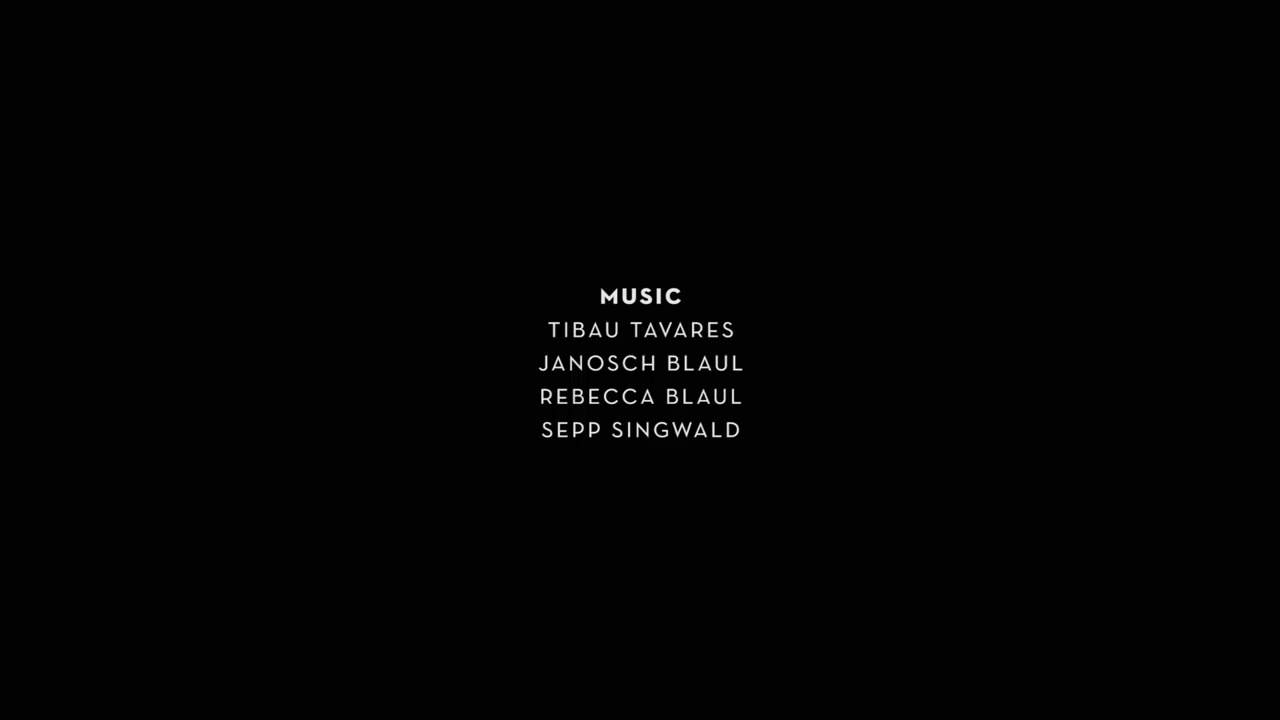 MUSIC
TIBAU TAVARES
JANOSCH BLAUL
REBECCA BLAUL
SEPP SINGWALD